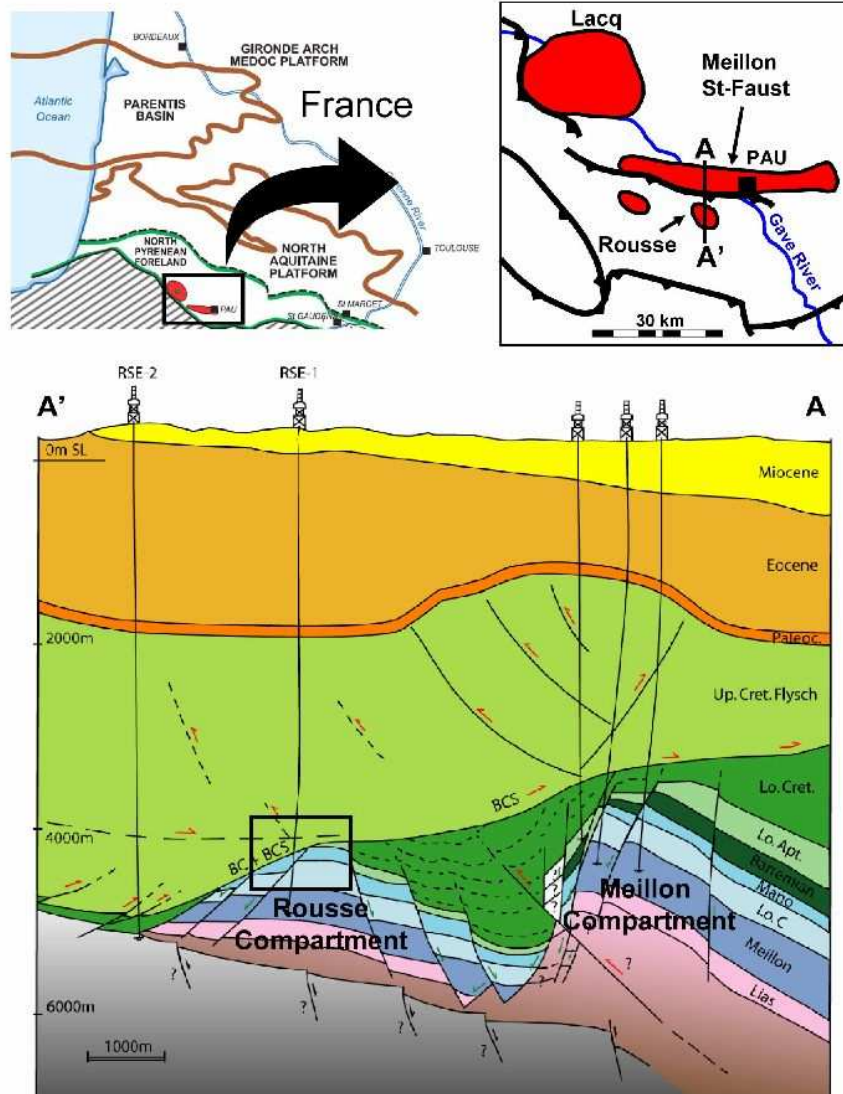 BORDEAUX
GIRONDE ARCH
MEDOC PLATFORM
Atlantic
Ocean
PARENTIS
BASIN
France
River
NORTH
PYRENEAN
FORELAND
NORTH
AQUITAINE
PLATFORM
TOULOUSE
PAU
St MARCET
St GAUDENS
Lacq
Meillon
St-Faust
A
PAU
Rousse
A'
Gave River
30 km
RSE-2
RSE-1
A'
A
0m SL
Miocene
Eocene
2000m
Paleoc.
Up. Cret. Flysch
BCS
Lo. Cret.
4000m
BC + BCS
Lo. Apt.
Barremian
Mano
Rousse
Compartment
Meillon
Compartment
Lo. C
Meillon
?
Lias
?
?
?
?
?
6000m
1000m